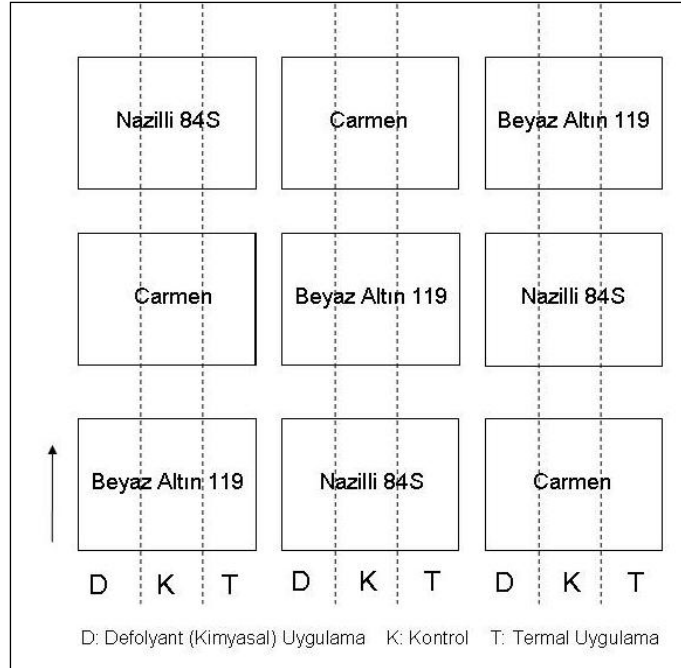 Nazilli 84S Carmen Beyaz Altın 119
Carmen Beyaz Altın 119 Nazilli 84S
Beyaz Altın 119 Nazilli 84S Carmen
D K T D K T D K T
D: Defolyant (Kimyasal) Uygulama K: Kontrol T: Termal Uygulama